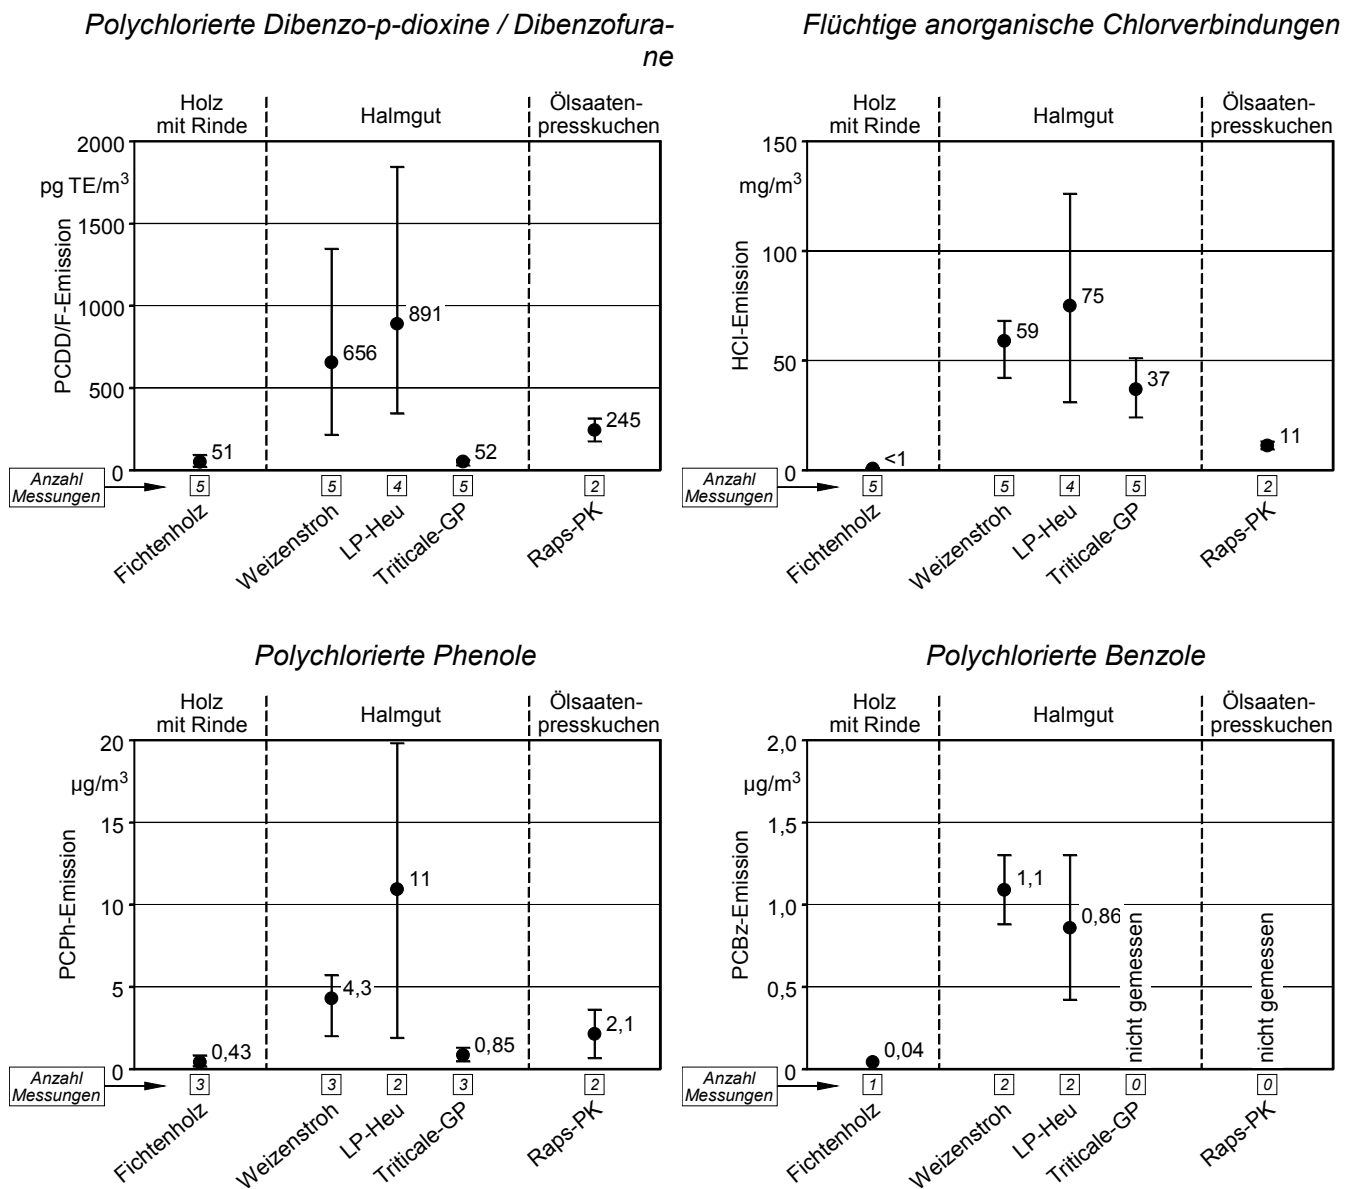 Polychlorierte Dibenzo-p-dioxine / Dibenzofura-
ne
Holz
mit Rinde
Halmgut
Ölsaaten-
presskuchen
2000
pg TE/m³
1500
1000
500
0
PCDD/F-Emission
51
656
891
52
245
Anzahl
Messungen
5
5
4
5
2
Fichtenholz
Weizenstroh
LP-Heu
Triticale-GP
Raps-PK
Flüchtige anorganische Chlorverbindungen
Holz
mit Rinde
Halmgut
Ölsaaten-
presskuchen
150
mg/m³
100
50
0
HCl-Emission
<1
59
75
37
11
Anzahl
Messungen
5
5
4
5
2
Fichtenholz
Weizenstroh
LP-Heu
Triticale-GP
Raps-PK
Polychlorierte Phenole
Holz
mit Rinde
Halmgut
Ölsaaten-
presskuchen
20
µg/m³
15
10
5
0
PCPh-Emission
0,43
4,3
11
0,85
2,1
Anzahl
Messungen
3
3
2
3
2
Fichtenholz
Weizenstroh
LP-Heu
Triticale-GP
Raps-PK
Polychlorierte Benzole
Holz
mit Rinde
Halmgut
Ölsaaten-
presskuchen
2,0
µg/m³
1,5
1,0
0,5
0
PCBz-Emission
0,04
1,1
0,86
nicht gemessen
nicht gemessen
Anzahl
Messungen
1
2
2
0
0
Fichtenholz
Weizenstroh
LP-Heu
Triticale-GP
Raps-PK